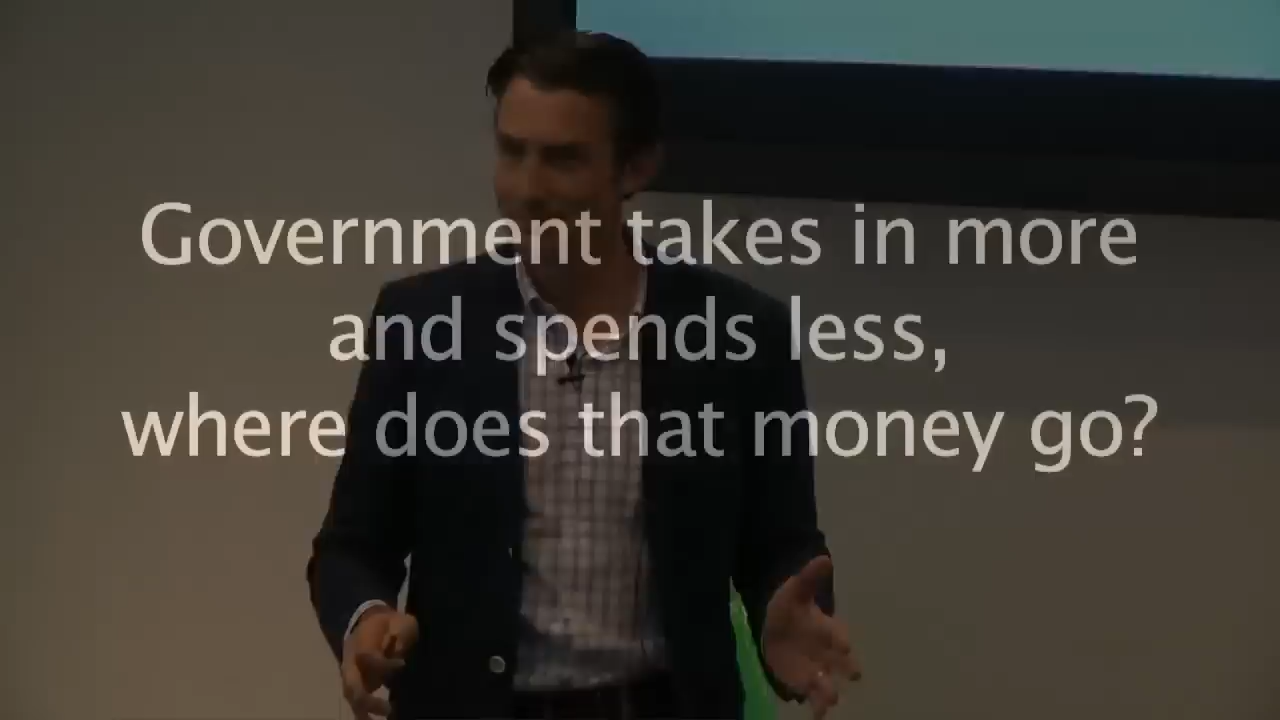 Government takes in more
and spends less,
where does that money go?